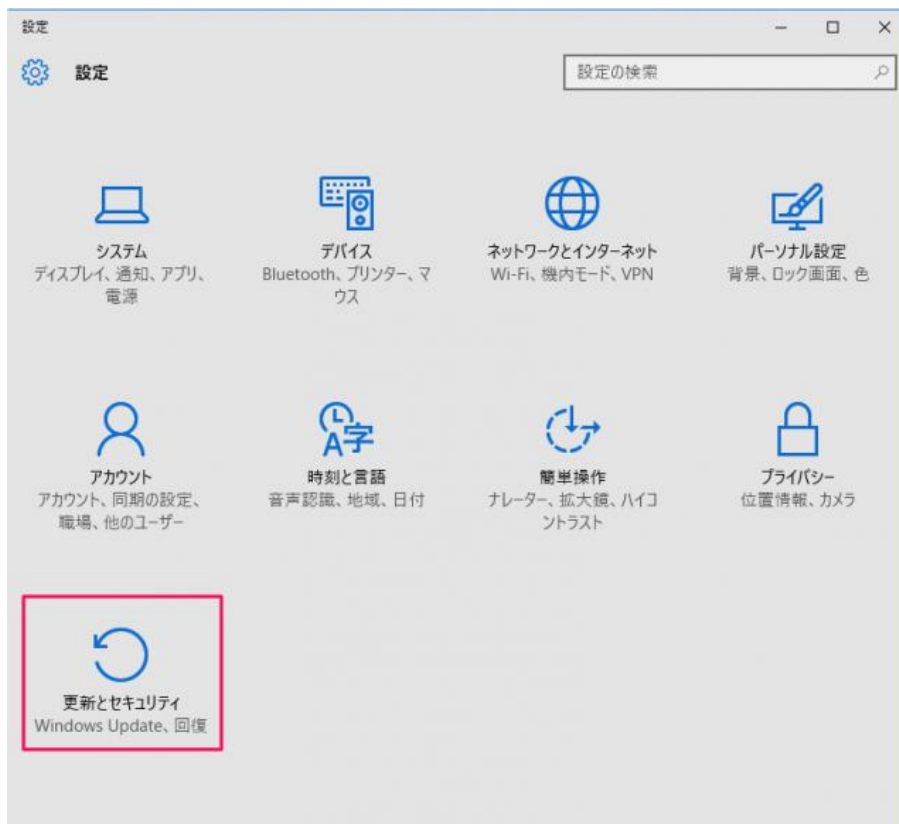 設定
設定
設定の検索
システム
ディスプレイ、通知、アプリ、
電源
デバイス
Bluetooth、プリンター、マ
ウス
ネットワークとインターネット
Wi-Fi、機内モード、VPN
パーソナル設定
背景、ロック画面、色
アカウント
アカウント、同期の設定、
職場、他のユーザー
A字
時刻と言語
音声認識、地域、日付
簡単操作
ナレーター、拡大鏡、ハイコ
ントラスト
プライバシー
位置情報、カメラ
更新とセキュリティ
Windows Update、回復